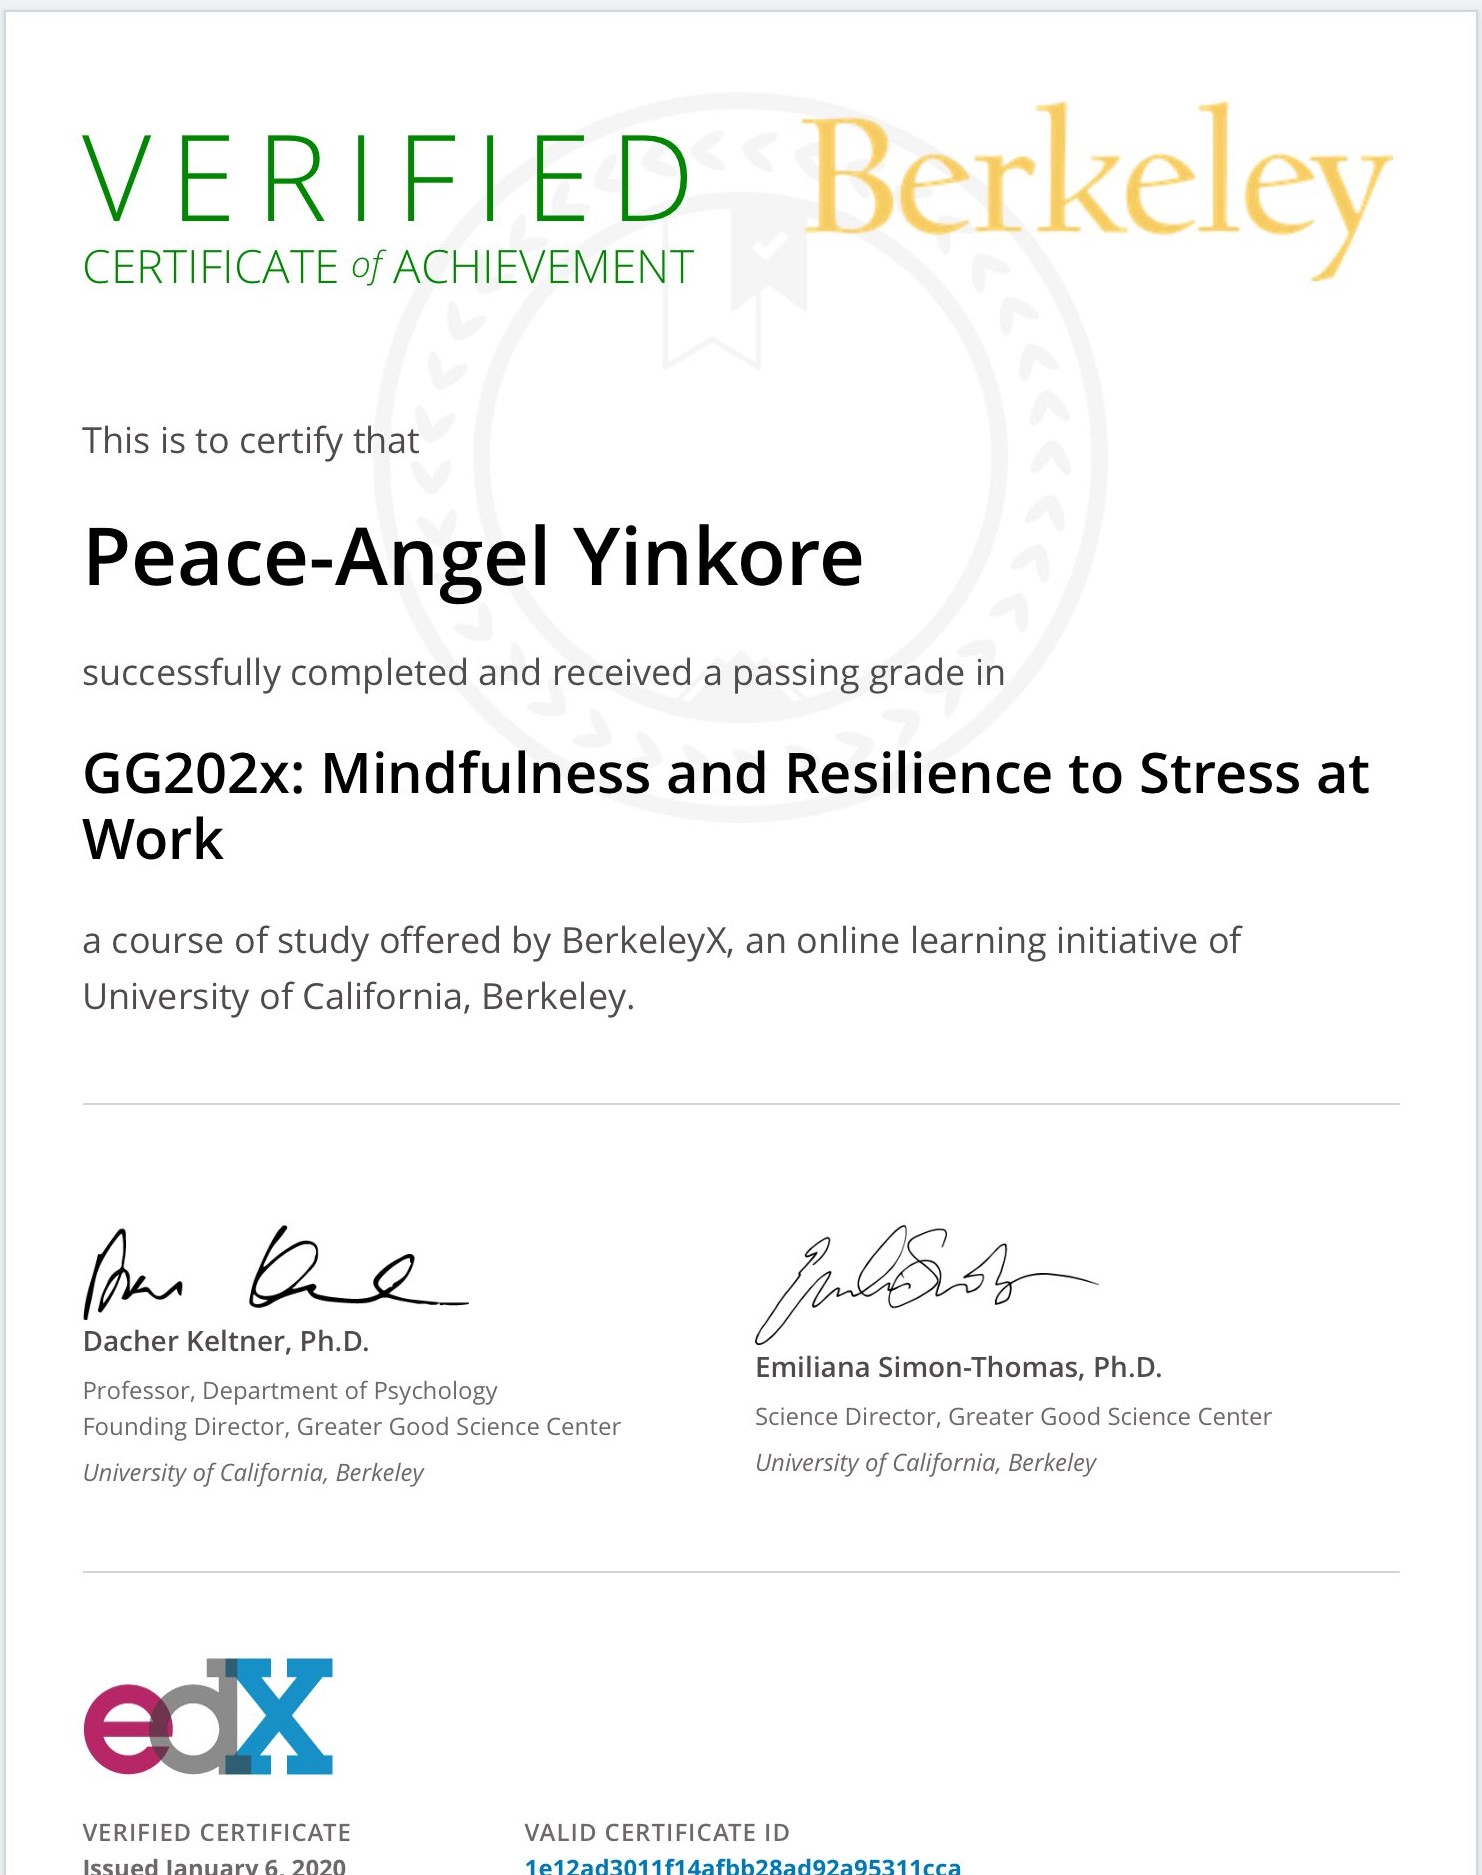 VERIFIED
Berkeley
CERTIFICATE of ACHIEVEMENT
This is to certify that
Peace-Angel Yinkore
successfully completed and received a passing grade in
GG202x: Mindfulness and Resilience to Stress at
Work
a course of study offered by BerkeleyX, an online learning initiative of
University of California, Berkeley.
Dacher Keltner, Ph.D.
Professor, Department of Psychology
Founding Director, Greater Good Science Center
University of California, Berkeley
Emiliana Simon-Thomas, Ph.D.
Science Director, Greater Good Science Center
University of California, Berkeley
edX
VERIFIED CERTIFICATE
Issued January 6, 2020
VALID CERTIFICATE ID
1e12ad3011f14afbb28ad92a95311cca